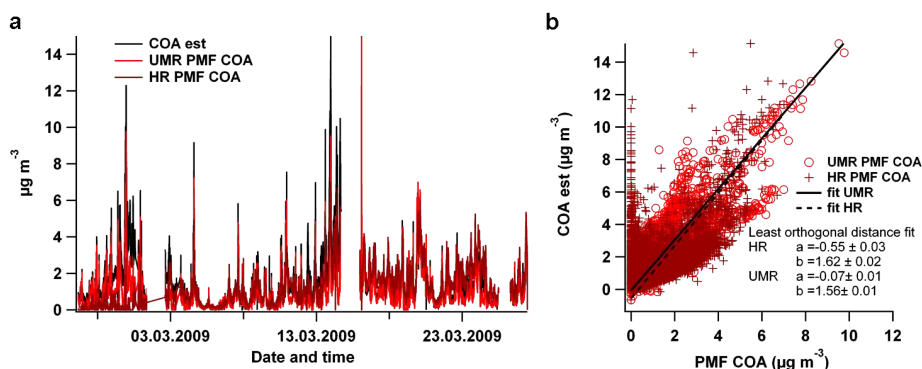 a
µg m-3
14
12
10
8
6
4
2
0
COA est
UMR PMF COA
HR PMF COA
03.03.2009
13.03.2009
23.03.2009
Date and time
b
COA est (µg m-3)
14
12
10
8
6
4
2
0
UMR PMF COA
HR PMF COA
fit UMR
fit HR
Least orthogonal distance fit
HR a =-0.55 ± 0.03
b =1.62 ± 0.02
UMR a =-0.07± 0.01
b =1.56± 0.01
0 2 4 6 8 10 12
PMF COA (µg m-3)